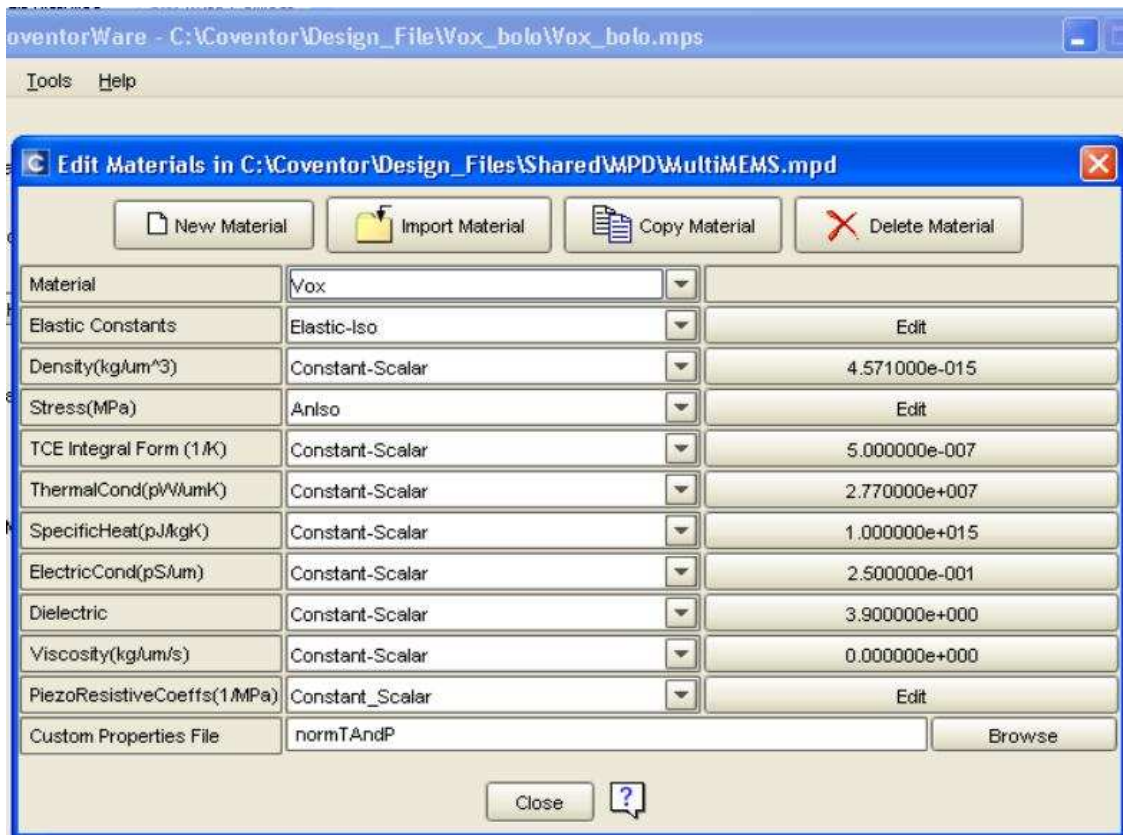 oventorWare - C:\Coventor\Design_File\Vox_bolo\Vox_bolo.mps
Tools Help
C Edit Materials in C:\Coventor\Design_Files\Shared\MPD\MultiMEMS.mpd
New Material Import Material Copy Material Delete Material
Material Vox
Elastic Constants Elastic-Iso Edit
Density(kg/um^3) Constant-Scalar 4.571000e-015
Stress(MPa) AnIso Edit
TCE Integral Form (1/K) Constant-Scalar 5.000000e-007
ThermalCond(pW/umK) Constant-Scalar 2.770000e+007
SpecificHeat(pJ/kgK) Constant-Scalar 1.000000e+015
ElectricCond(pS/um) Constant-Scalar 2.500000e-001
Dielectric Constant-Scalar 3.900000e+000
Viscosity(kg/um/s) Constant-Scalar 0.000000e+000
PiezoResistiveCoeffs(1/MPa) Constant_Scalar Edit
Custom Properties File normTAndP Browse
Close ?